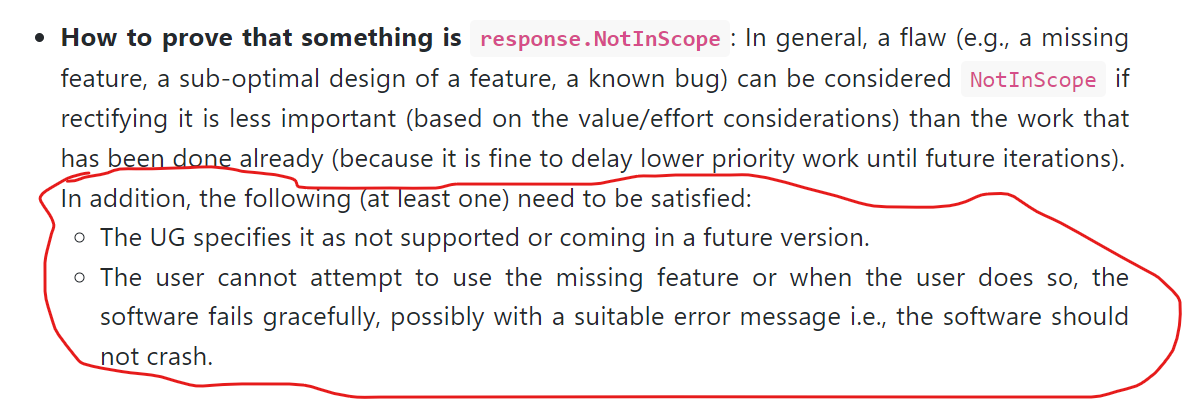 • How to prove that something is response.NotInScope : In general, a flaw (e.g., a missing
feature, a sub-optimal design of a feature, a known bug) can be considered NotInScope if
rectifying it is less important (based on the value/effort considerations) than the work that
has been done already (because it is fine to delay lower priority work until future iterations).
In addition, the following (at least one) need to be satisfied:
◦ The UG specifies it as not supported or coming in a future version.
◦ The user cannot attempt to use the missing feature or when the user does so, the
software fails gracefully, possibly with a suitable error message i.e., the software should
not crash.